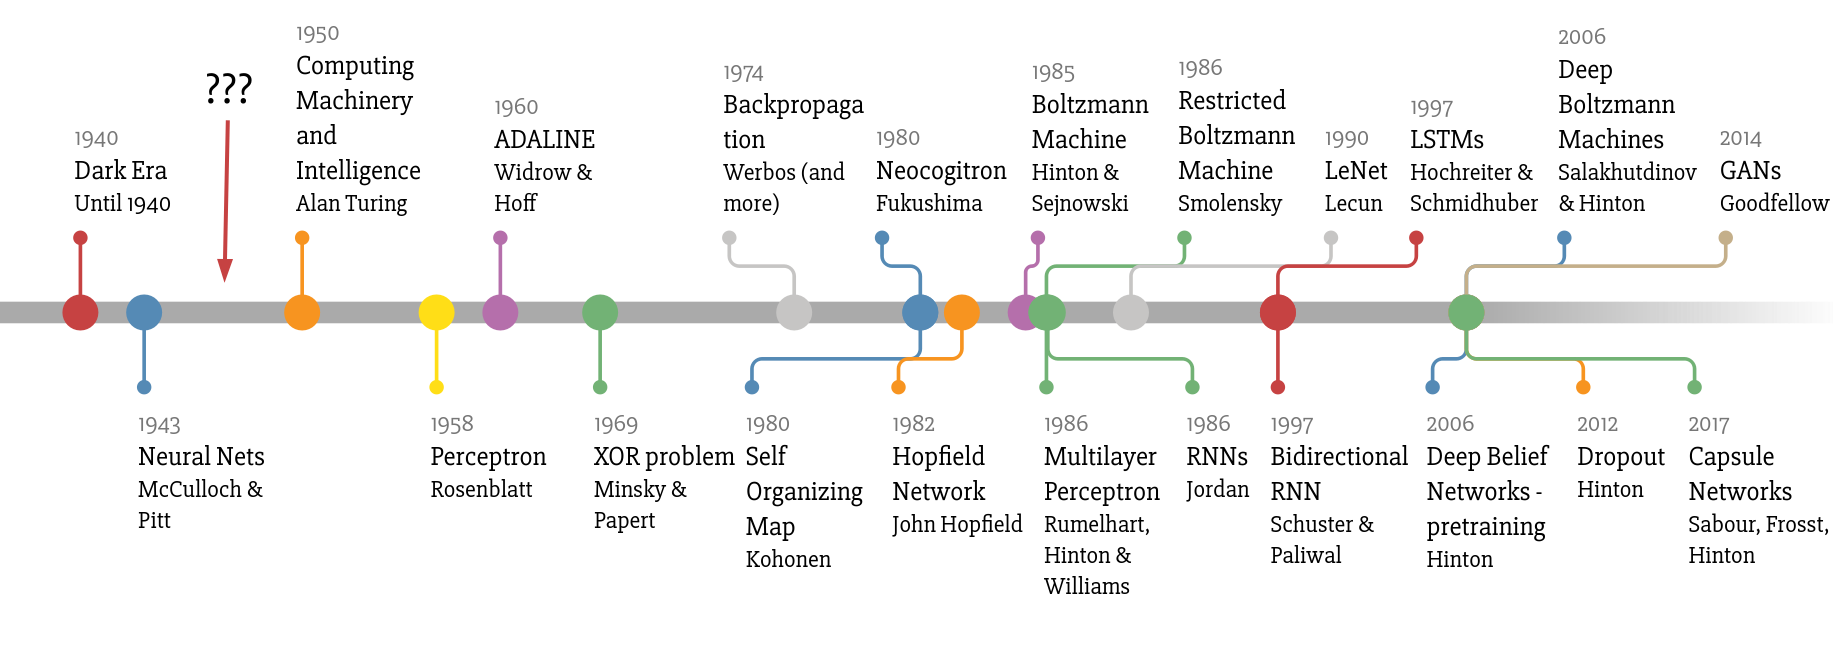 1940
Dark Era
Until 1940
???
1950
Computing
Machinery
and
Intelligence
Alan Turing
1960
ADALINE
Widrow &
Hoff
1974
Backpropaga
tion
Werbos (and
more)
1980
Neocogitron
Fukushima
1985
Boltzmann
Machine
Hinton &
Sejnowski
1986
Restricted
Boltzmann
Machine
Smolensky
1990
LeNet
Lecun
1997
LSTMs
Hochreiter &
Schmidhuber
2006
Deep
Boltzmann
Machines
Salakhutdinov
& Hinton
2014
GANs
Goodfellow
1943
Neural Nets
McCulloch &
Pitt
1958
Perceptron
Rosenblatt
1969
XOR problem
Minsky &
Papert
1980
Self
Organizing
Map
Kohonen
1982
Hopfield
Network
John Hopfield
1986
Multilayer
Perceptron
Rumelhart,
Hinton &
Williams
1986
RNNs
Jordan
1997
Bidirectional
RNN
Schuster &
Paliwal
2006
Deep Belief
Networks -
pretraining
Hinton
2012
Dropout
Hinton
2017
Capsule
Networks
Sabour, Frosst,
Hinton